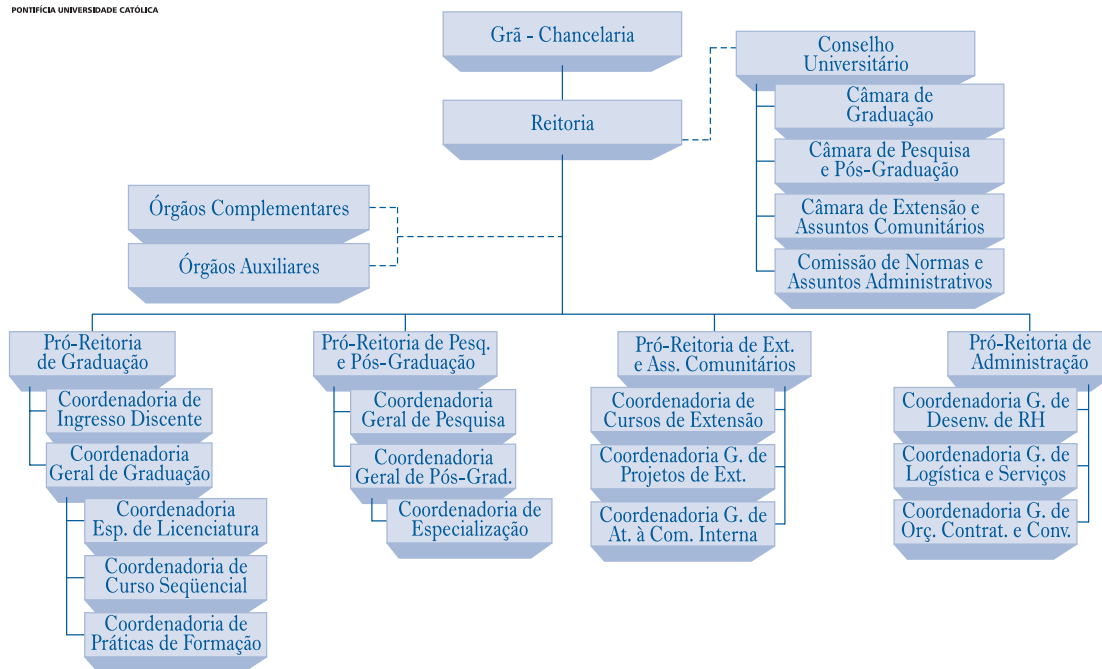 PONTIFÍCIA UNIVERSIDADE CATÓLICA
Grã - Chancelaria
Reitoria
Conselho
Universitário
Câmara de
Graduação
Câmara de Pesquisa
e Pós-Graduação
Câmara de Extensão e
Assuntos Comunitários
Comissão de Normas e
Assuntos Administrativos
Órgãos Complementares
Órgãos Auxiliares
Pró-Reitoria
de Graduação
Coordenadoria de
Ingresso Discente
Coordenadoria
Geral de Graduação
Coordenadoria
Esp. de Licenciatura
Coordenadoria de
Curso Seqüencial
Coordenadoria de
Práticas de Formação
Pró-Reitoria de Pesq.
e Pós-Graduação
Coordenadoria
Geral de Pesquisa
Coordenadoria
Geral de Pós-Grad.
Coordenadoria de
Especialização
Pró-Reitoria de Ext.
e Ass. Comunitários
Coordenadoria de
Cursos de Extensão
Coordenadoria G. de
Projetos de Ext.
Coordenadoria G. de
At. à Com. Interna
Pró-Reitoria de
Administração
Coordenadoria G. de
Desenv. de RH
Coordenadoria G. de
Logística e Serviços
Coordenadoria G. de
Orç. Contrat. e Conv.